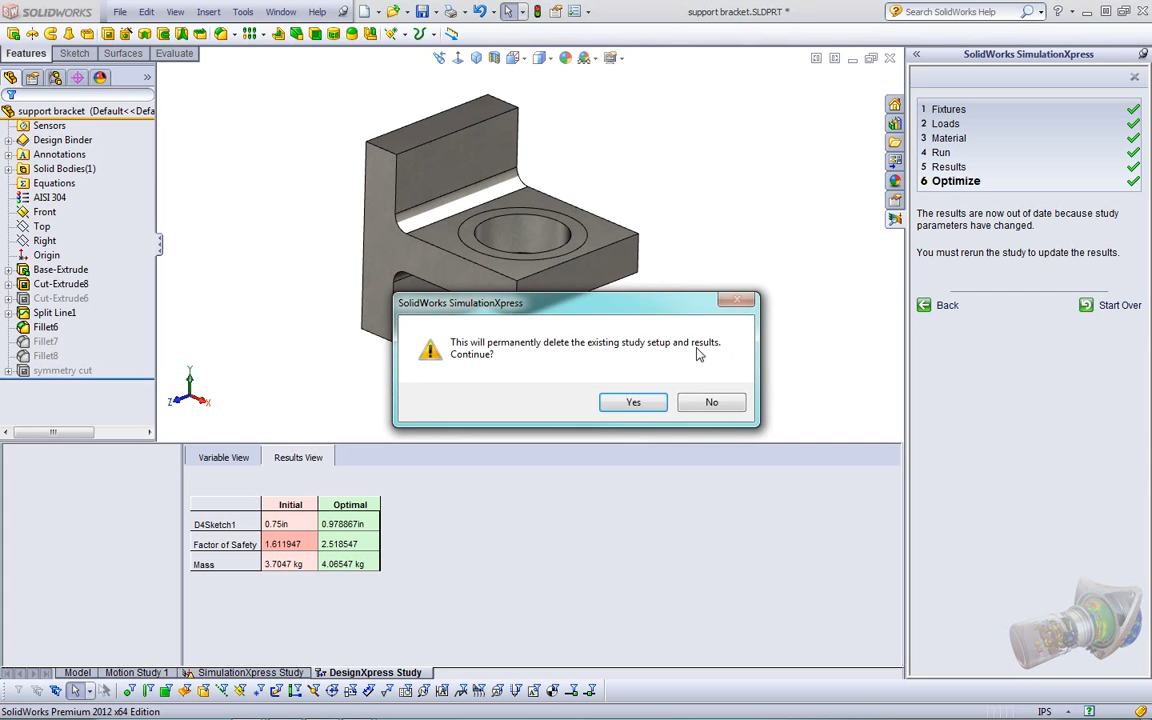 SOLIDWORKS
File
Edit
View
Insert
Tools
Window
Help
support bracket.SLDPRT *
Search SolidWorks Help
Features
Sketch
Surfaces
Evaluate
SolidWorks SimulationXpress
support bracket (Default<<Defa
Sensors
Design Binder
Annotations
Solid Bodies(1)
Equations
AISI 304
Front
Top
Right
Origin
Base-Extrude
Cut-Extrude8
Cut-Extrude6
Split Line1
Fillet6
Fillet7
Fillet8
symmetry cut
Y
Z
X
1 Fixtures
2 Loads
3 Material
4 Run
5 Results
6 Optimize
The results are now out of date because study
parameters have changed.
You must rerun the study to update the results.
Back
Start Over
SolidWorks SimulationXpress
This will permanently delete the existing study setup and results.
Continue?
Yes
No
Variable View
Results View
Initial
Optimal
D4Sketch1
0.75in
0.978867in
Factor of Safety
1.611947
2.518547
Mass
3.7047 kg
4.06547 kg
Model
Motion Study 1
SimulationXpress Study
DesignXpress Study
SolidWorks Premium 2012 x64 Edition
IPS